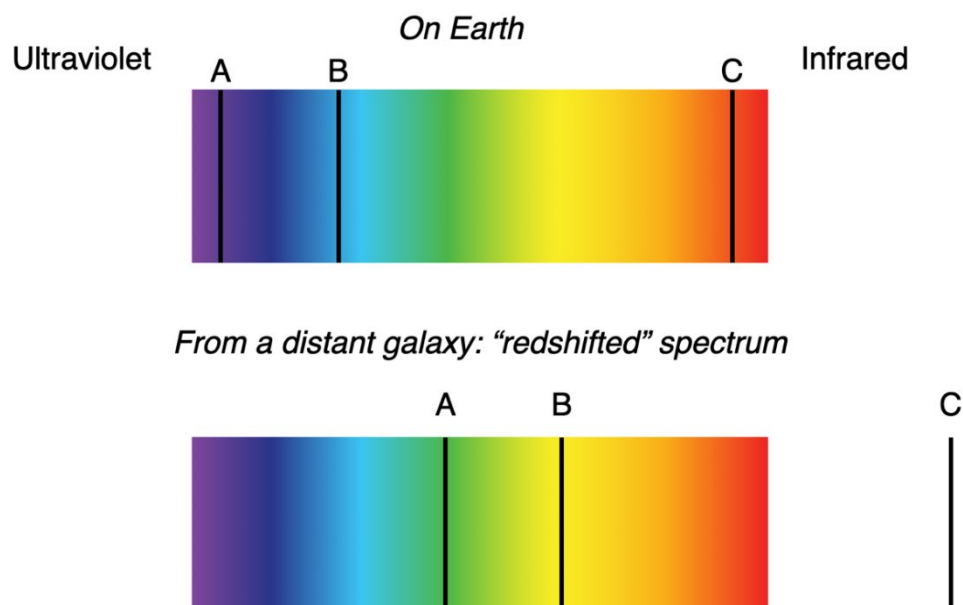 On Earth
Ultraviolet
Infrared
A B C
From a distant galaxy: “redshifted” spectrum
A B C